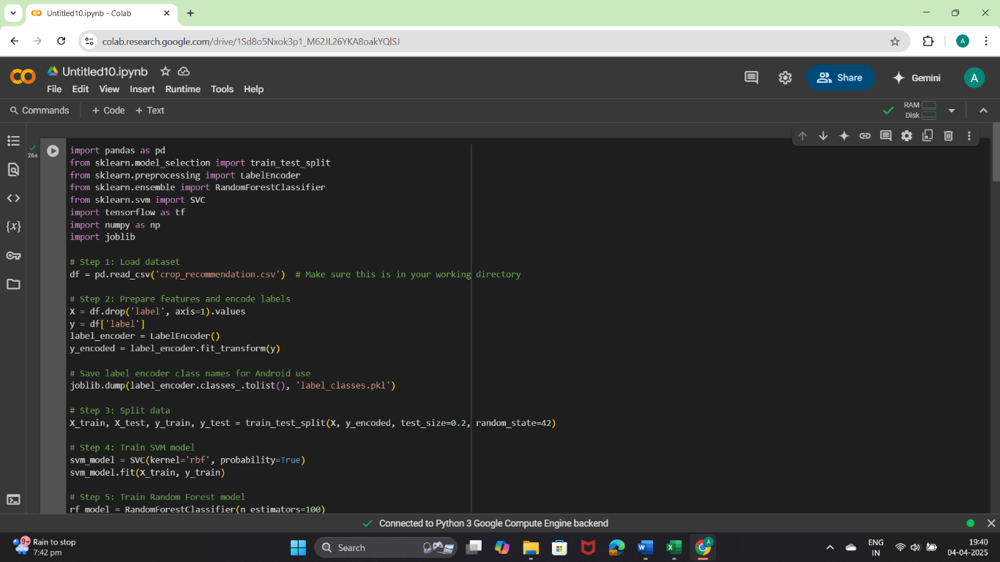 Untitled10.ipynb - Colab
colab.research.google.com/drive/1Sd8o5Nxok3p1_M62JL26YKA8oakYQlSJ
A
Untitled10.ipynb
File Edit View Insert Runtime Tools Help
Share
Gemini
A
Commands + Code + Text
RAM
Disk
26s
import pandas as pd
from sklearn.model_selection import train_test_split
from sklearn.preprocessing import LabelEncoder
from sklearn.ensemble import RandomForestClassifier
from sklearn.svm import SVC
import tensorflow as tf
import numpy as np
import joblib
# Step 1: Load dataset
df = pd.read_csv('crop_recommendation.csv')  # Make sure this is in your working directory
# Step 2: Prepare features and encode labels
X = df.drop('label', axis=1).values
y = df['label']
label_encoder = LabelEncoder()
y_encoded = label_encoder.fit_transform(y)
# Save label encoder class names for Android use
joblib.dump(label_encoder.classes_.tolist(), 'label_classes.pkl')
# Step 3: Split data
X_train, X_test, y_train, y_test = train_test_split(X, y_encoded, test_size=0.2, random_state=42)
# Step 4: Train SVM model
svm_model = SVC(kernel='rbf', probability=True)
svm_model.fit(X_train, y_train)
# Step 5: Train Random Forest model
rf_model = RandomForestClassifier(n_estimators=100)
Connected to Python 3 Google Compute Engine backend
9+
Rain to stop
7:42 pm
Search
ENG
IN
19:40
04-04-2025